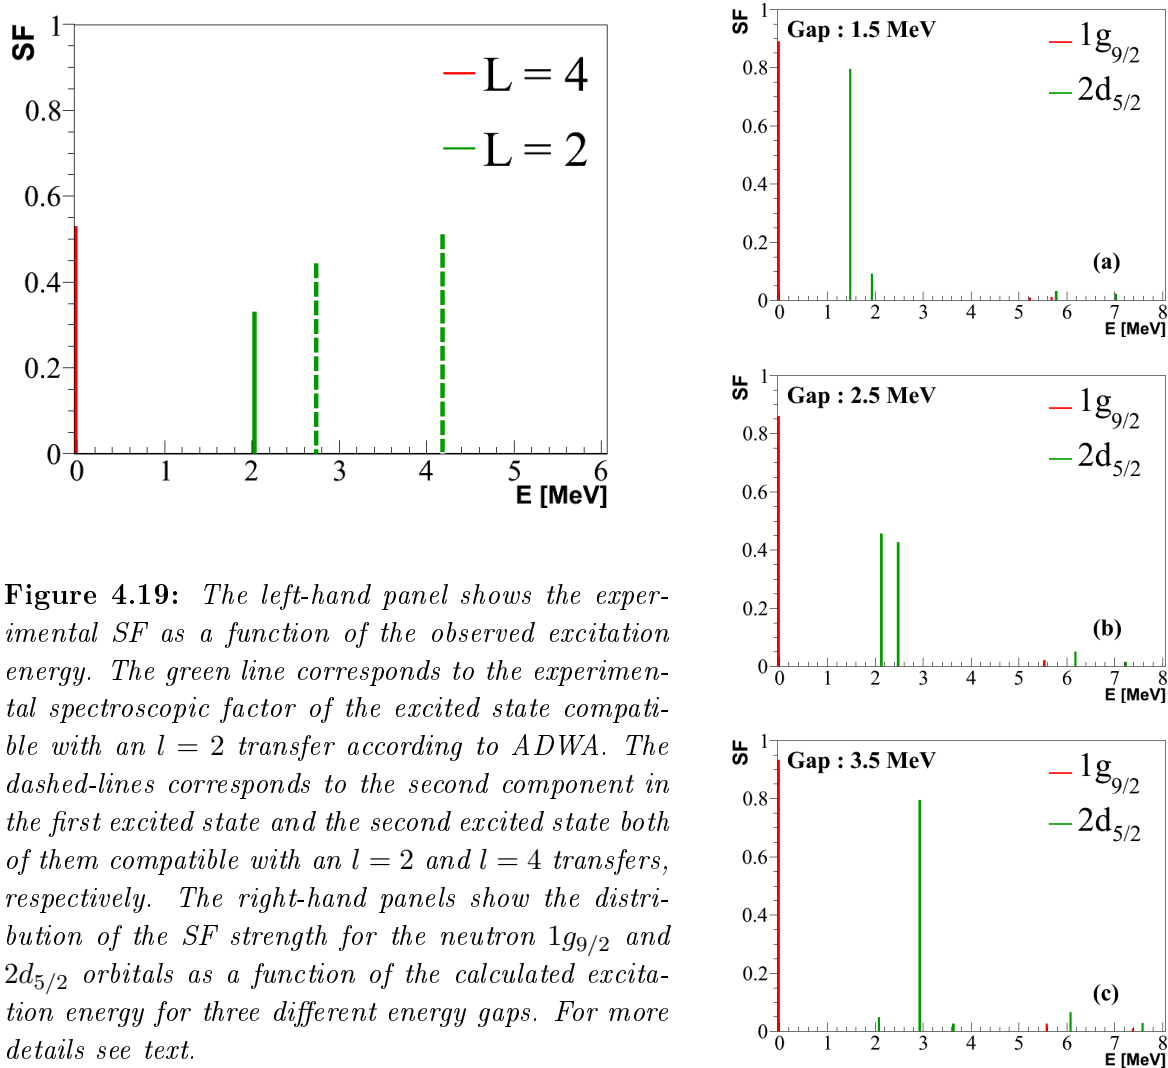 SF
1
0.8
0.6
0.4
0.2
0
L = 4
L = 2
0 1 2 3 4 5 6
E [MeV]
Figure 4.19: The left-hand panel shows the exper-
imental SF as a function of the observed excitation
energy. The green line corresponds to the experimen-
tal spectroscopic factor of the excited state compati-
ble with an l = 2 transfer according to ADWA. The
dashed-lines corresponds to the second component in
the first excited state and the second excited state both
of them compatible with an l = 2 and l = 4 transfers,
respectively. The right-hand panels show the distri-
bution of the SF strength for the neutron 1g9/2 and
2d5/2 orbitals as a function of the calculated excita-
tion energy for three different energy gaps. For more
details see text.
SF
1
0.8
0.6
0.4
0.2
0
Gap : 1.5 MeV
1g9/2
2d5/2
(a)
0 1 2 3 4 5 6 7 8
E [MeV]
SF
1
0.8
0.6
0.4
0.2
0
Gap : 2.5 MeV
1g9/2
2d5/2
(b)
0 1 2 3 4 5 6 7 8
E [MeV]
SF
1
0.8
0.6
0.4
0.2
0
Gap : 3.5 MeV
1g9/2
2d5/2
(c)
0 1 2 3 4 5 6 7 8
E [MeV]